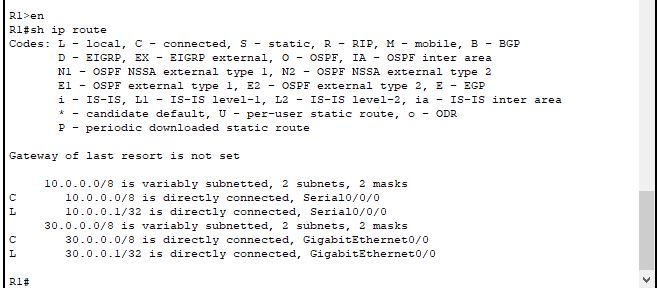 R1>en
R1#sh ip route
Codes: L - local, C - connected, S - static, R - RIP, M - mobile, B - BGP
D - EIGRP, EX - EIGRP external, O - OSPF, IA - OSPF inter area
N1 - OSPF NSSA external type 1, N2 - OSPF NSSA external type 2
E1 - OSPF external type 1, E2 - OSPF external type 2, E - EGP
i - IS-IS, L1 - IS-IS level-1, L2 - IS-IS level-2, ia - IS-IS inter area
* - candidate default, U - per-user static route, o - ODR
P - periodic downloaded static route
Gateway of last resort is not set
10.0.0.0/8 is variably subnetted, 2 subnets, 2 masks
C 10.0.0.0/8 is directly connected, Serial0/0/0
L 10.0.0.1/32 is directly connected, Serial0/0/0
30.0.0.0/8 is variably subnetted, 2 subnets, 2 masks
C 30.0.0.0/8 is directly connected, GigabitEthernet0/0
L 30.0.0.1/32 is directly connected, GigabitEthernet0/0
R1#